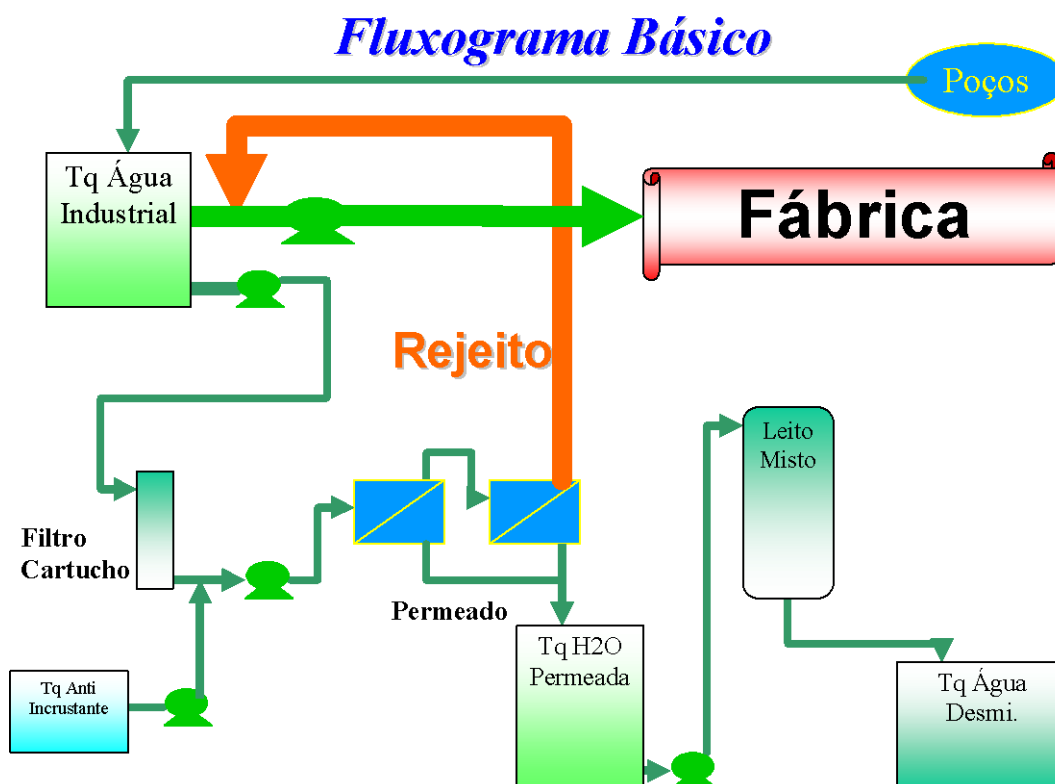 Fluxograma Básico
Poços
Tq Água
Industrial
Fábrica
Rejeito
Leito
Misto
Filtro
Cartucho
Permeado
Tq H2O
Permeada
Tq Anti
Incrustante
Tq Água
Desmi.